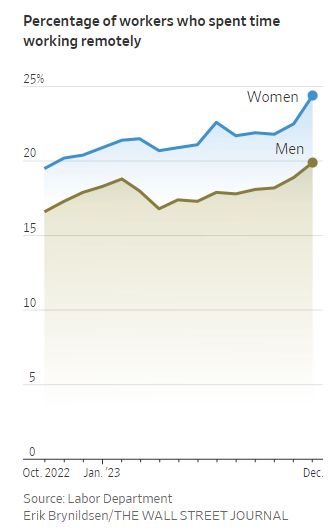 Percentage of workers who spent time
working remotely
25%
Women
20
Men
15
10
5
0
Oct. 2022 Jan. '23 Dec.
Source: Labor Department
Erik Brynildsen/THE WALL STREET JOURNAL